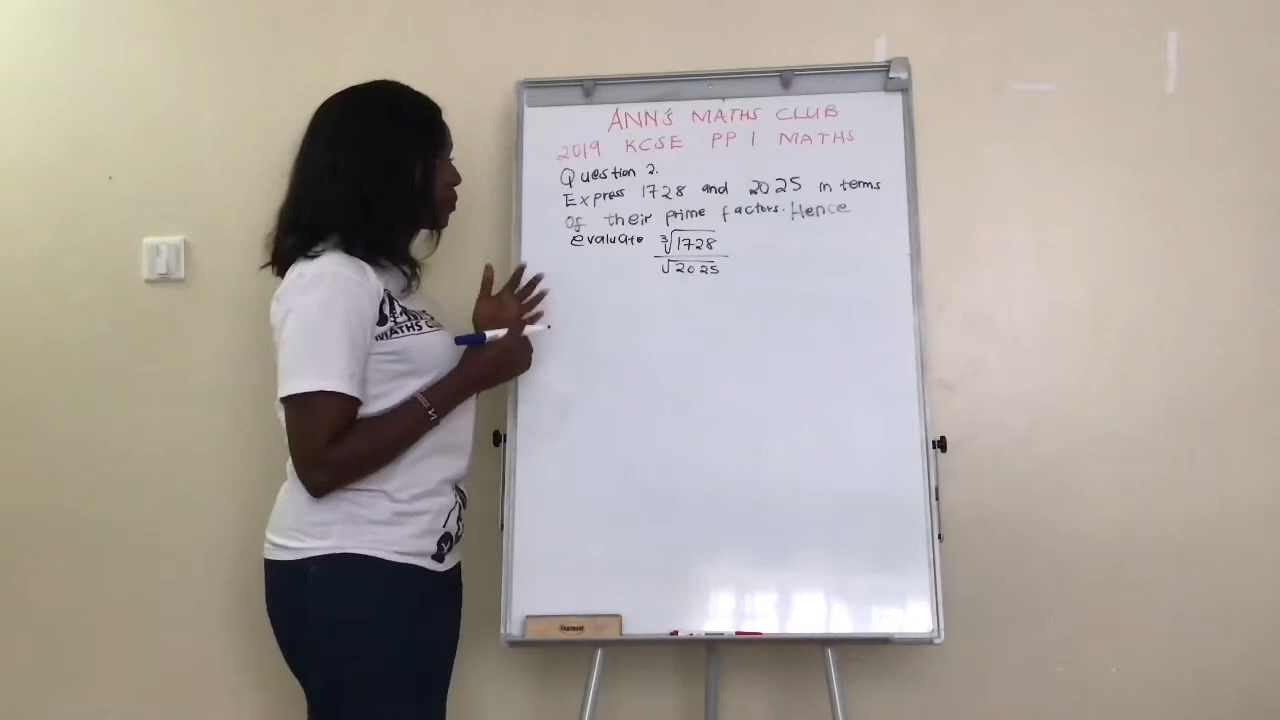 ANN'S MATHS CLUB
2019 KCSE PP 1 MATHS
Question 2.
Express 1728 and 2025 in terms
of their prime factors. Hence
evaluate ∛1728
√2025
MATHS